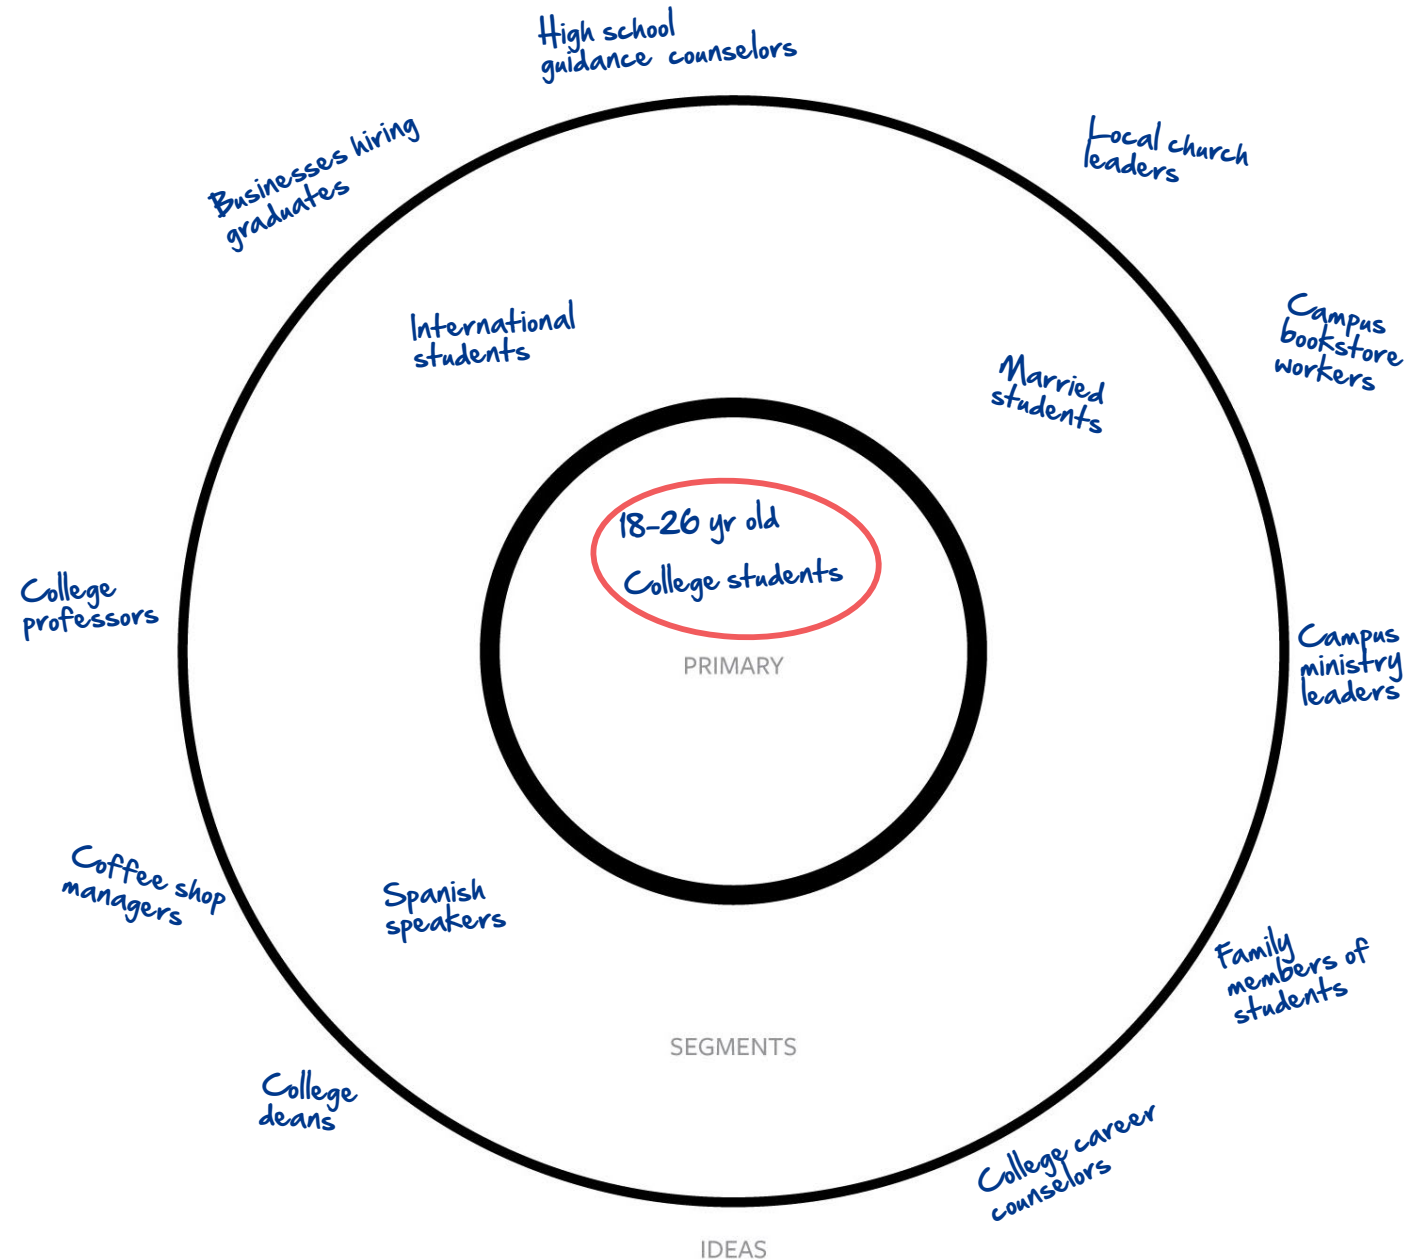 High school
guidance counselors
Businesses hiring
graduates
Local church
leaders
International
students
Campus
bookstore
workers
Married
students
18-26 yr old
College students
PRIMARY
College
professors
Campus
ministry
leaders
Coffee shop
managers
Spanish
speakers
Family
members of
students
SEGMENTS
College
deans
College career
counselors
IDEAS